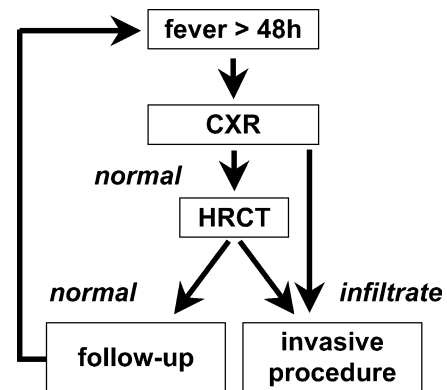 fever > 48h
CXR
normal
HRCT
normal
infiltrate
follow-up
invasive
procedure